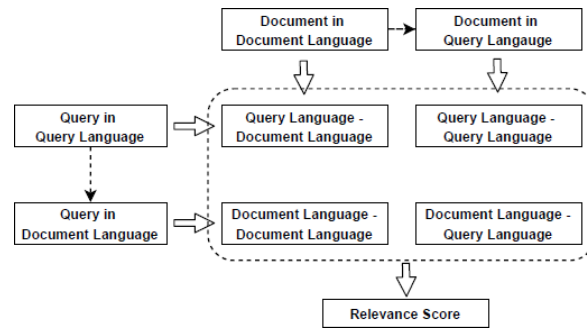 Document in
Document Language
Document in
Query Langauge
Query in
Query Language
Query Language -
Document Language
Query Language -
Query Language
Query in
Document Language
Document Language -
Document Language
Document Language -
Query Language
Relevance Score